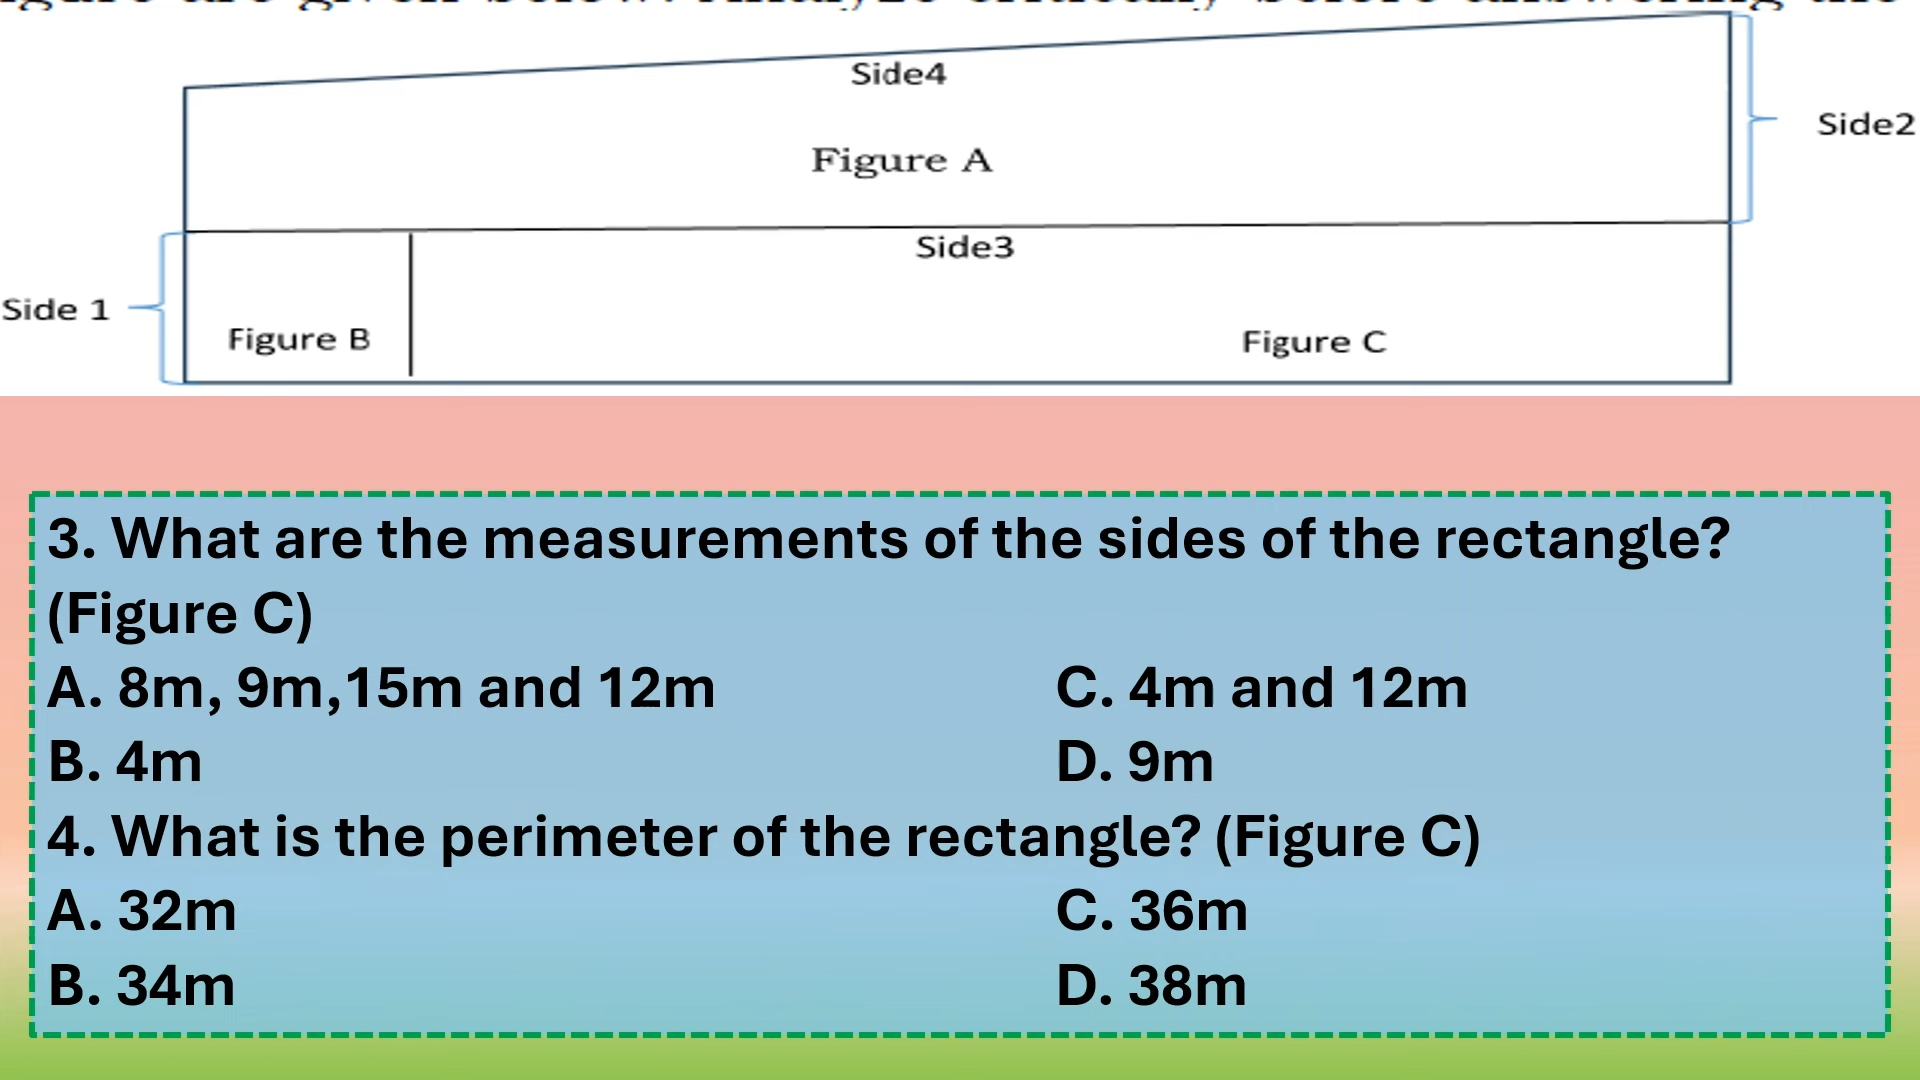 Side4
Side2
Figure A
Side3
Side 1
Figure B
Figure C
3. What are the measurements of the sides of the rectangle?
(Figure C)
A. 8m, 9m,15m and 12m C. 4m and 12m
B. 4m D. 9m
4. What is the perimeter of the rectangle? (Figure C)
A. 32m C. 36m
B. 34m D. 38m